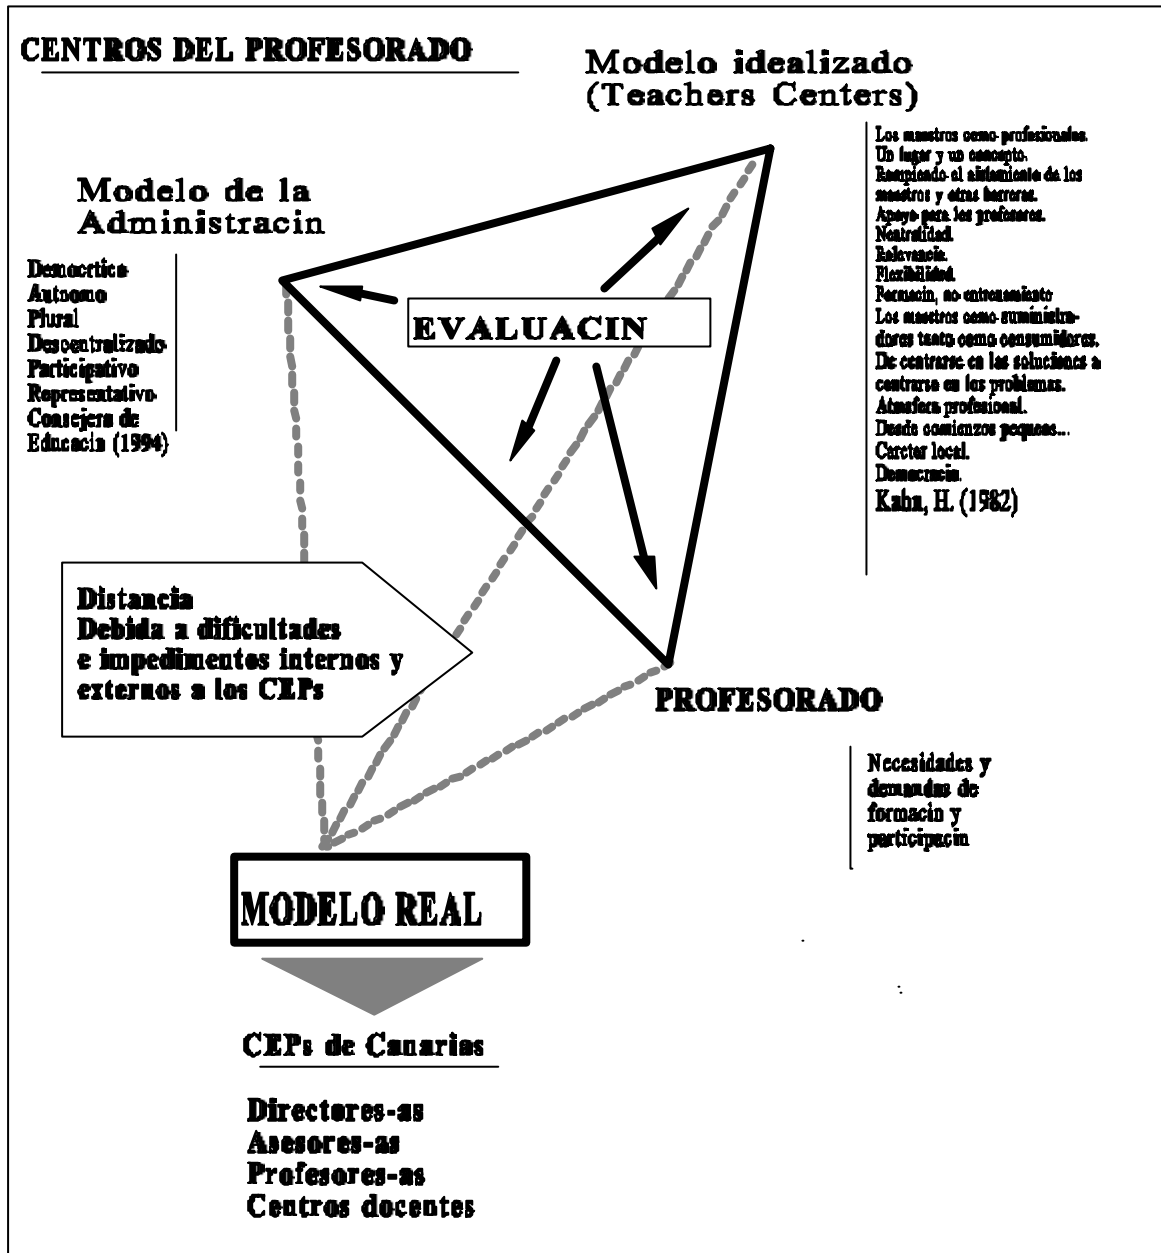 CENTROS DEL PROFESORADO
Modelo idealizado
(Teachers Centers)
Los maestros como profesionales.
Un lugar y un concepto.
Rompiendo el aislamiento de los
maestros y otras barreras.
Apoyo para los profesores.
Neutralidad.
Relevancia.
Flexibilidad.
Formacin, no entrenamiento
Los maestros como suministra-
dores tanto como consumidores.
De centrarse en las soluciones a
centrarse en los problemas.
Atmsfera profesional.
Desde comienzos pequeos...
Carcter local.
Democracia.
Kahn, H. (1982)
Modelo de la
Administracin
Democrtico
Autnomo
Plural
Descentralizado
Participativo
Representativo
Consejera de
Educacin (1994)
EVALUACIN
Distancia
Debida a dificultades
e impedimentos internos y
externos a los CEPs
PROFESORADO
Necesidades y
demandas de
formacin y
participacin
MODELO REAL
CEPs de Canarias
Directores-as
Asesores-as
Profesores-as
Centros docentes